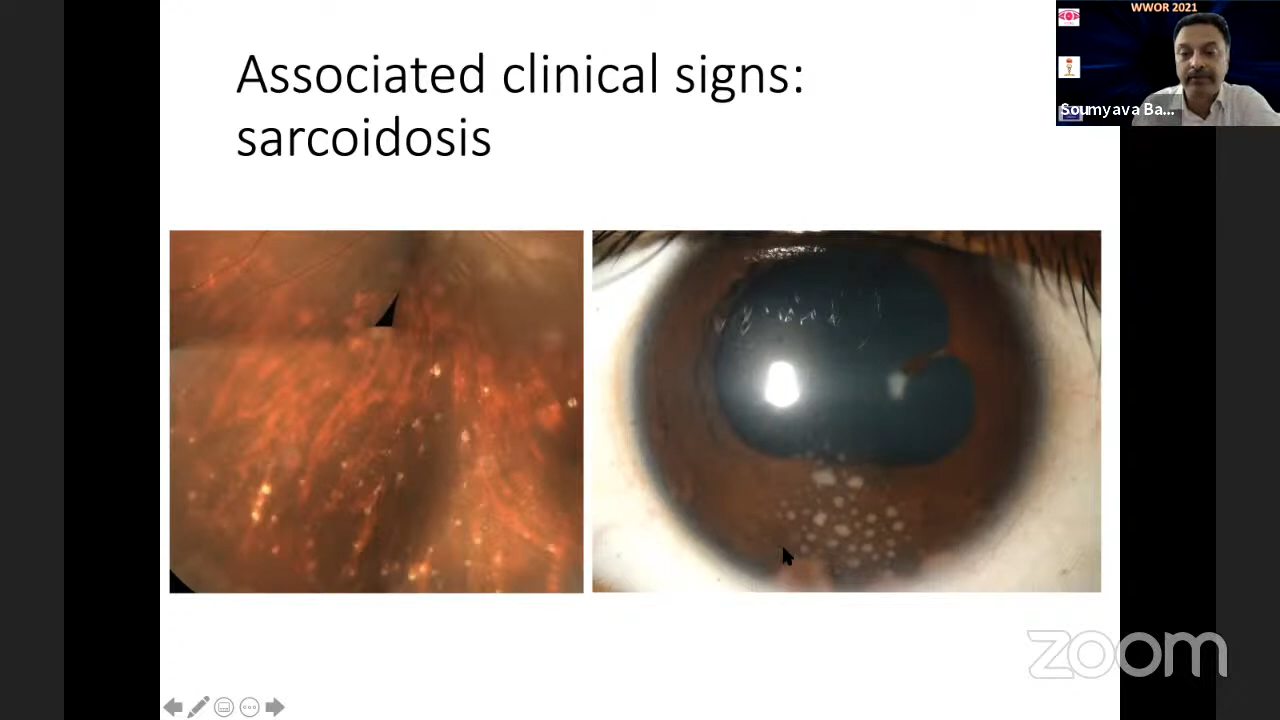 WWOR 2021
Associated clinical signs:
sarcoidosis
Soumyava Ba...
zoom